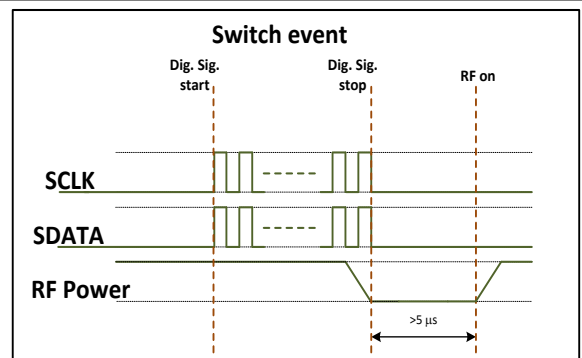 Switch event
Dig. Sig.
start
Dig. Sig.
stop
RF on
SCLK
SDATA
RF Power
>5 μs